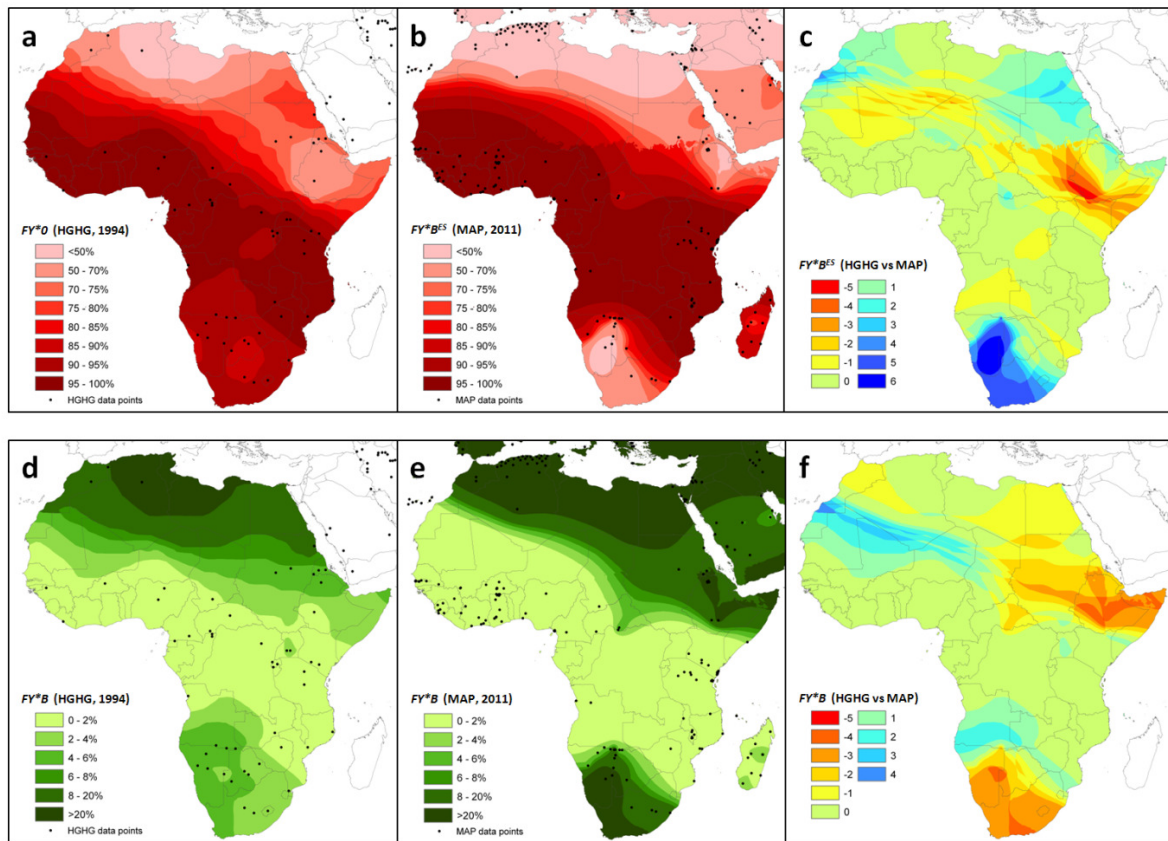 a
FY*0 (HGHG, 1994)
<50%
50 - 70%
70 - 75%
75 - 80%
80 - 85%
85 - 90%
90 - 95%
95 - 100%
HGHG data points
b
FY*B^ES (MAP, 2011)
<50%
50 - 70%
70 - 75%
75 - 80%
80 - 85%
85 - 90%
90 - 95%
95 - 100%
MAP data points
c
FY*B^ES (HGHG vs MAP)
-5 1
-4 2
-3 3
-2 4
-1 5
0 6
d
FY*B (HGHG, 1994)
0 - 2%
2 - 4%
4 - 6%
6 - 8%
8 - 20%
>20%
HGHG data points
e
FY*B (MAP, 2011)
0 - 2%
2 - 4%
4 - 6%
6 - 8%
8 - 20%
>20%
MAP data points
f
FY*B (HGHG vs MAP)
-5 1
-4 2
-3 3
-2 4
-1
0